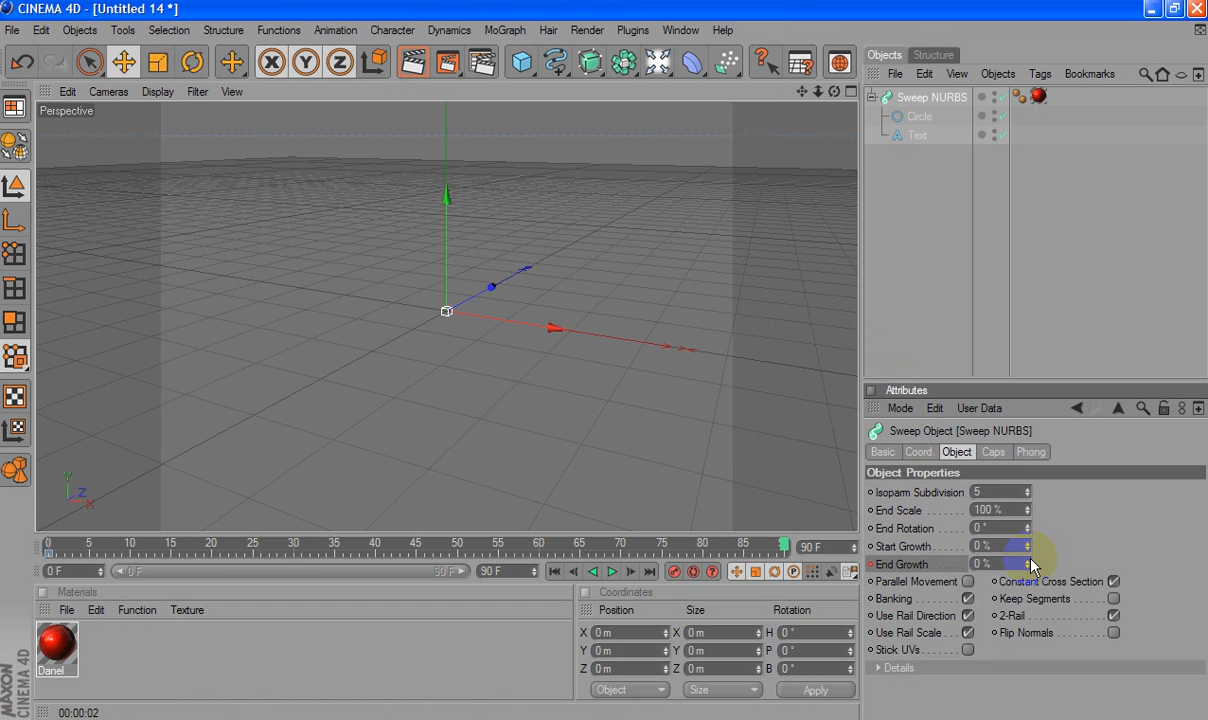 CINEMA 4D - [Untitled 14 *]
File Edit Objects Tools Selection Structure Functions Animation Character Dynamics MoGraph Hair Render Plugins Window Help
X Y Z
Edit Cameras Display Filter View
Perspective
Y
Z
X
0 5 10 15 20 25 30 35 40 45 50 55 60 65 70 75 80 85 90 F
0 F 0 F 90 F 90 F
Materials
File Edit Function Texture
Danel
Coordinates
Position Size Rotation
X 0 m X 0 m H 0 °
Y 0 m Y 0 m P 0 °
Z 0 m Z 0 m B 0 °
Object Size Apply
00:00:02
MAXON
CINEMA 4D
Objects Structure
File Edit View Objects Tags Bookmarks
Sweep NURBS
Circle
Text
Attributes
Mode Edit User Data
Sweep Object [Sweep NURBS]
Basic Coord. Object Caps Phong
Object Properties
Isoparm Subdivision 5
End Scale 100 %
End Rotation 0 °
Start Growth 0 %
End Growth 0 %
Parallel Movement Constant Cross Section
Banking Keep Segments
Use Rail Direction 2-Rail
Use Rail Scale Flip Normals
Stick UVs
Details